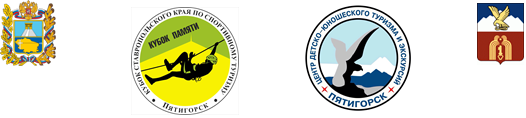 КУБОК СТАВРОПОЛЬСКОГО КРАЯ ПО СПОРТИВНОМУ ТУРИЗМУ
КУБОК ПАМЯТИ
• ПЯТИГОРСК •
ЦЕНТР ДЕТСКО-ЮНОШЕСКОГО ТУРИЗМА И ЭКСКУРСИЙ
ПЯТИГОРСК